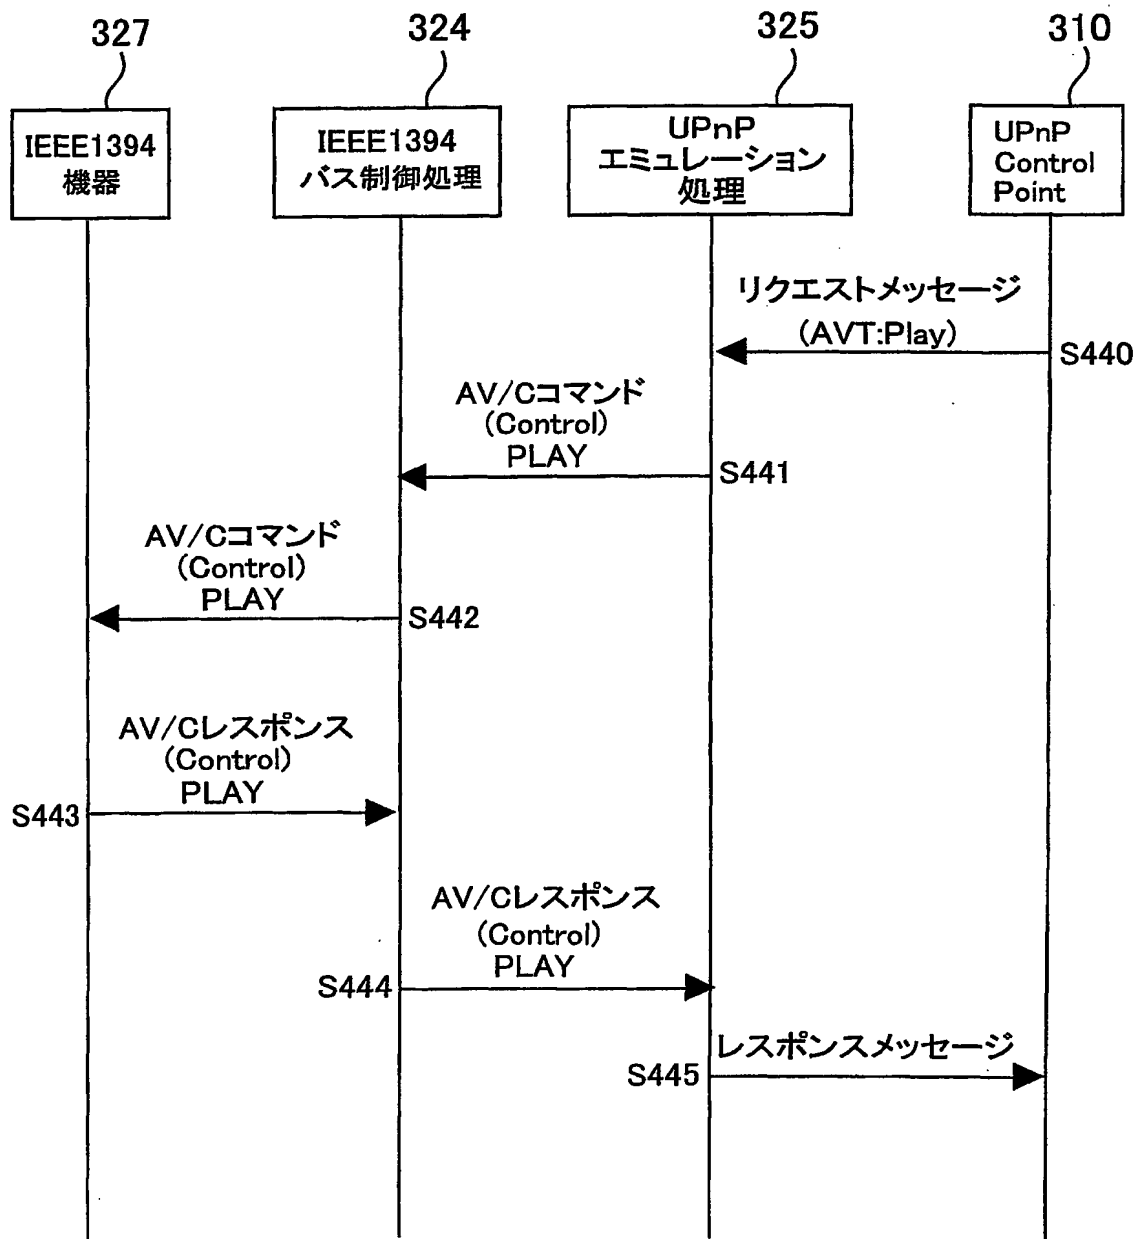 327
324
325
310
IEEE1394
機器
IEEE1394
バス制御処理
UPnP
エミュレーション
処理
UPnP
Control
Point
リクエストメッセージ
(AVT:Play)
S440
AV/Cコマンド
(Control)
PLAY
S441
AV/Cコマンド
(Control)
PLAY
S442
AV/Cレスポンス
(Control)
PLAY
S443
AV/Cレスポンス
(Control)
PLAY
S444
レスポンスメッセージ
S445